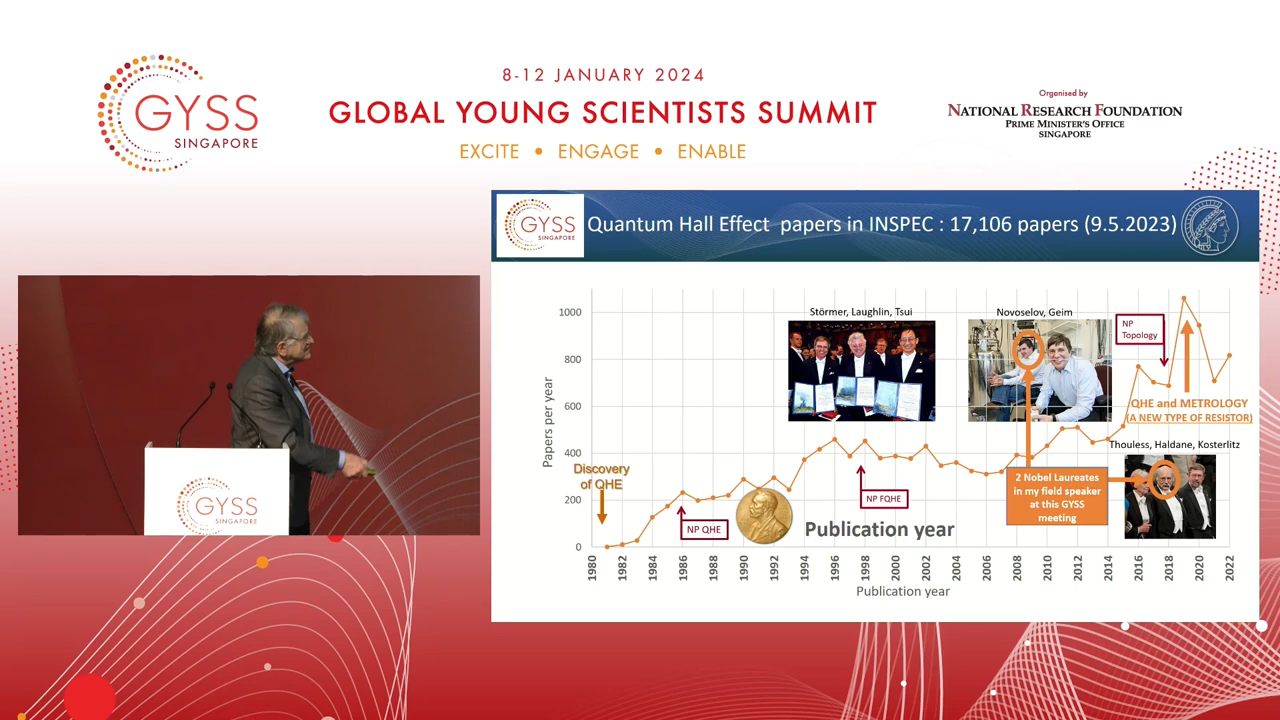 GYSS
SINGAPORE
8-12 JANUARY 2024
GLOBAL YOUNG SCIENTISTS SUMMIT
EXCITE • ENGAGE • ENABLE
Organised by
NATIONAL RESEARCH FOUNDATION
PRIME MINISTER'S OFFICE
SINGAPORE
GYSS
SINGAPORE
Quantum Hall Effect papers in INSPEC : 17,106 papers (9.5.2023)
Papers per year
1000
800
600
400
200
0
Störmer, Laughlin, Tsui
Novoselov, Geim
NP
Topology
QHE and METROLOGY
(A NEW TYPE OF RESISTOR)
Thouless, Haldane, Kosterlitz
Discovery
of QHE
NP QHE
NP FQHE
2 Nobel Laureates
in my field speaker
at this GYSS
meeting
Publication year
1980
1982
1984
1986
1988
1990
1992
1994
1996
1998
2000
2002
2004
2006
2008
2010
2012
2014
2016
2018
2020
2022
Publication year
GYSS
SINGAPORE